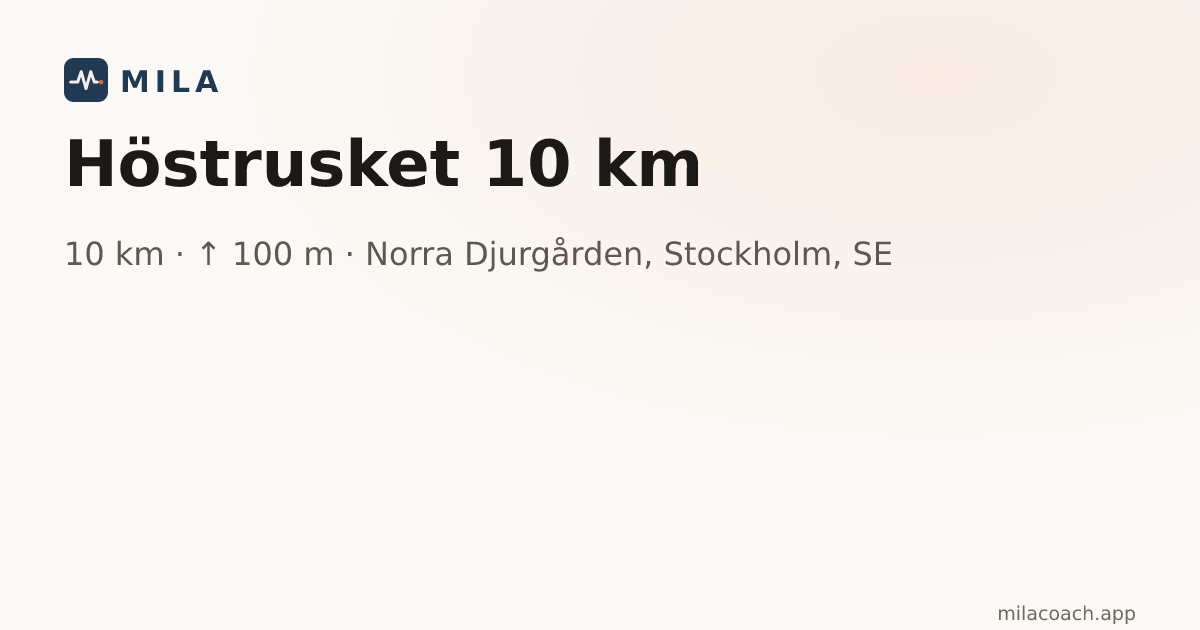 MILA
Höstrusket 10 km
10 km · ↑ 100 m · Norra Djurgården, Stockholm, SE
milacoach.app